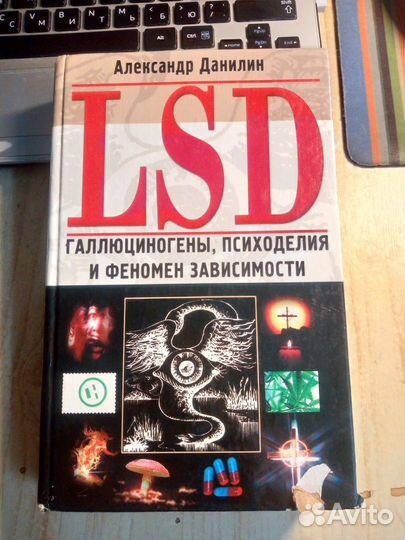 Александр Данилин
LSD
ГАЛЛЮЦИНОГЕНЫ, ПСИХОДЕЛИЯ
И ФЕНОМЕН ЗАВИСИМОСТИ
Avito